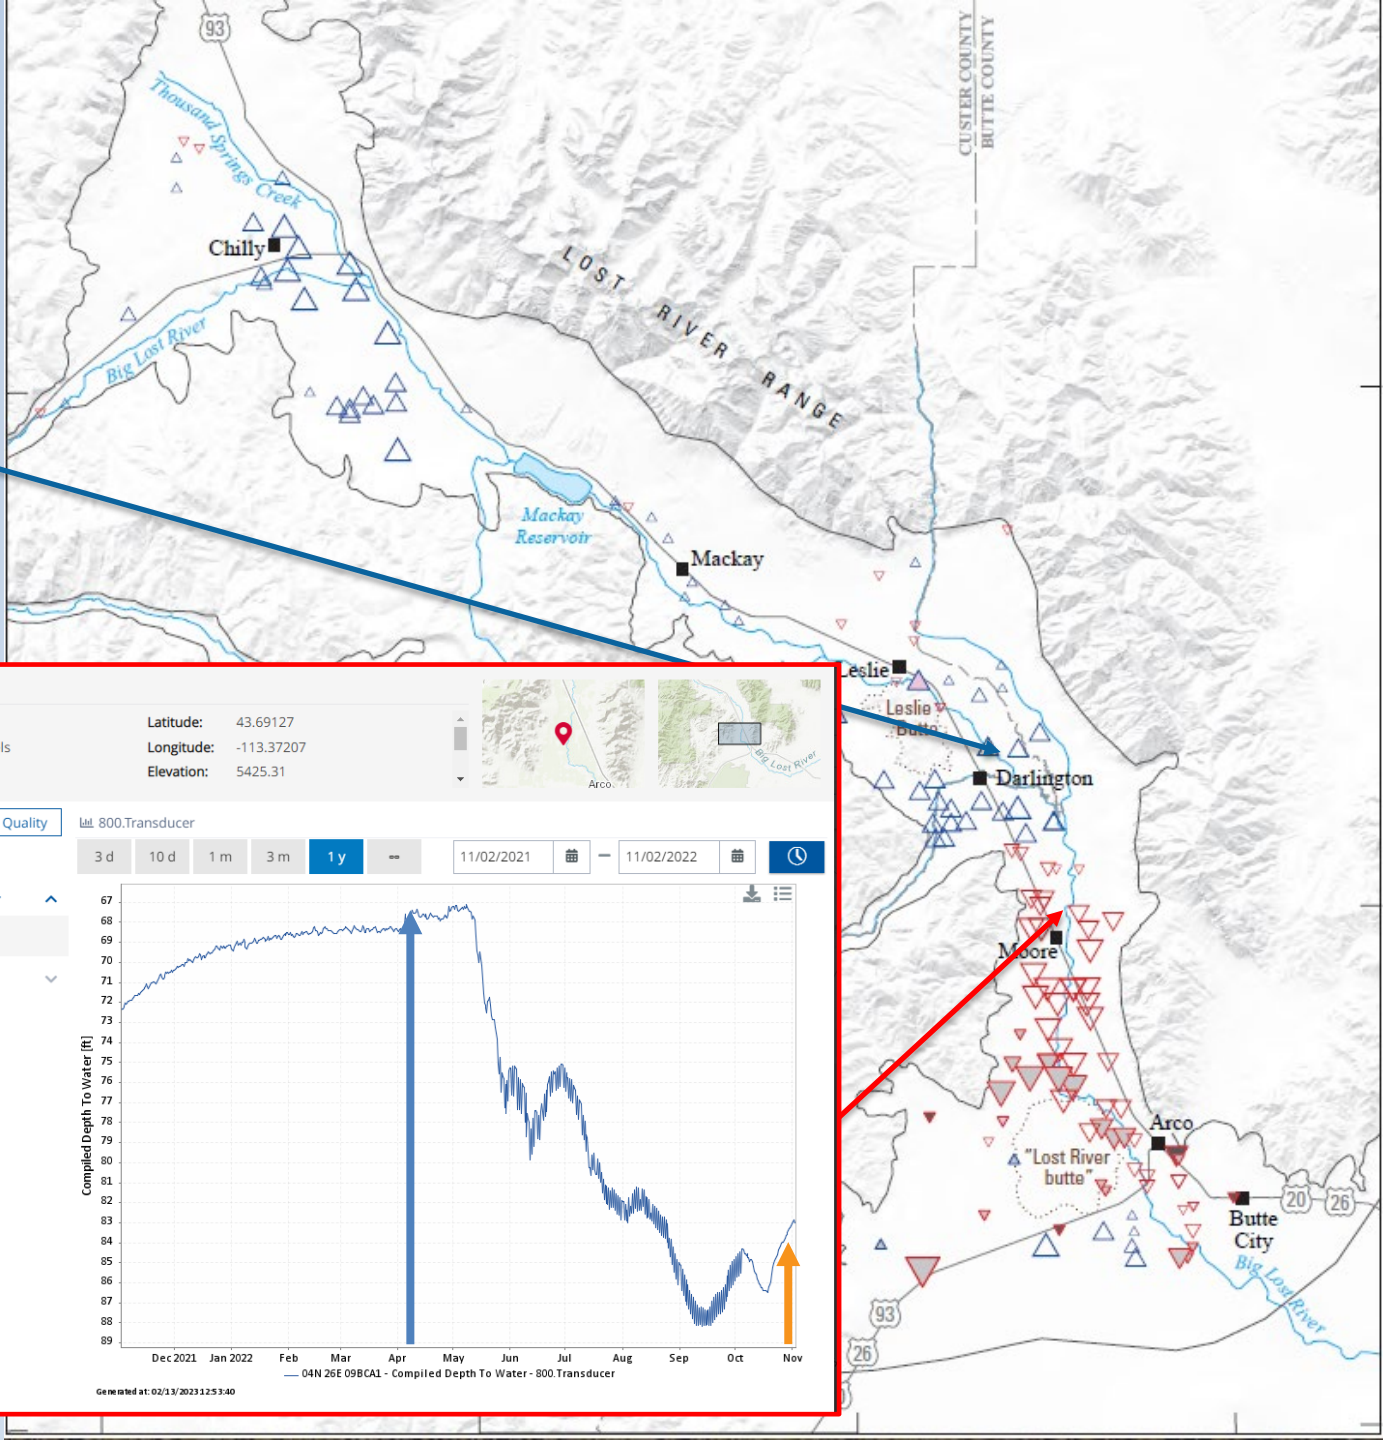 93
CUSTER COUNTY
BUTTE COUNTY
Thousand Springs Creek
Chilly
LOST RIVER RANGE
Big Lost River
Mackay
Reservoir
Mackay
Leslie
Leslie
Butte
Darlington
Moore
Arco
"Lost River
butte"
20
26
Butte
City
Big Lost River
93
26
Latitude: 43.69127
ls
Longitude: -113.37207
Elevation: 5425.31
Arco
Big Lost River
Quality
800.Transducer
3 d
10 d
1 m
3 m
1 y
11/02/2021
–
11/02/2022
Compiled Depth To Water [ft]
67
68
69
70
71
72
73
74
75
76
77
78
79
80
81
82
83
84
85
86
87
88
89
Dec 2021 Jan 2022 Feb Mar Apr May Jun Jul Aug Sep Oct Nov
04N 26E 09BCA1 - Compiled Depth To Water - 800.Transducer
Generated at: 02/13/2023 12:53:40